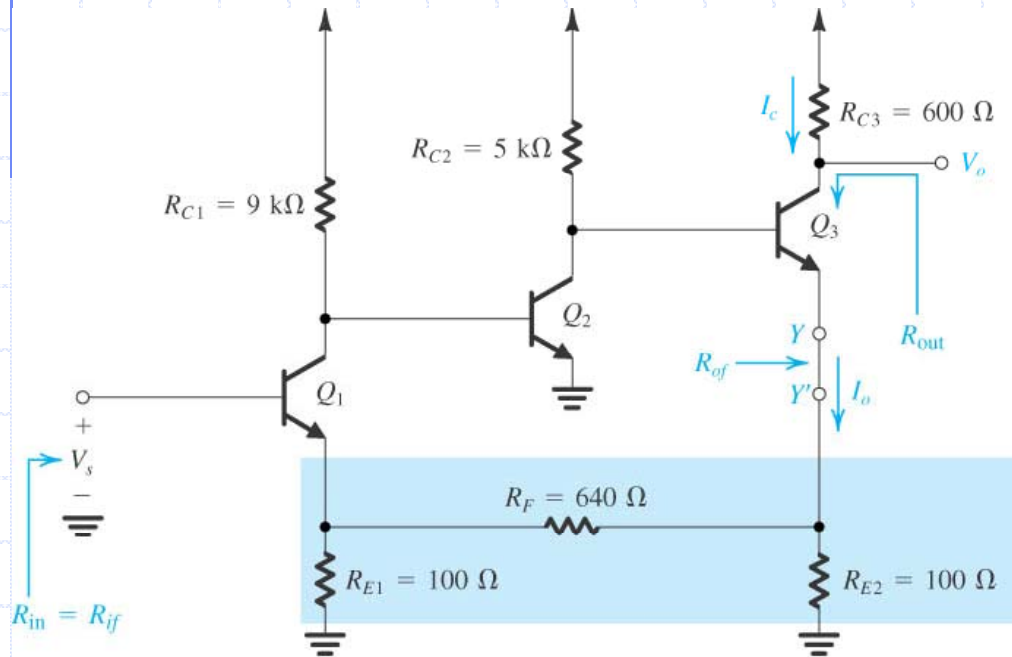 I_c
R_C3 = 600 Ω
R_C2 = 5 kΩ
V_o
R_C1 = 9 kΩ
Q_3
Q_2
Y
R_out
R_of
Q_1
Y' I_o
+
V_s
−
R_F = 640 Ω
R_E1 = 100 Ω
R_E2 = 100 Ω
R_in = R_if